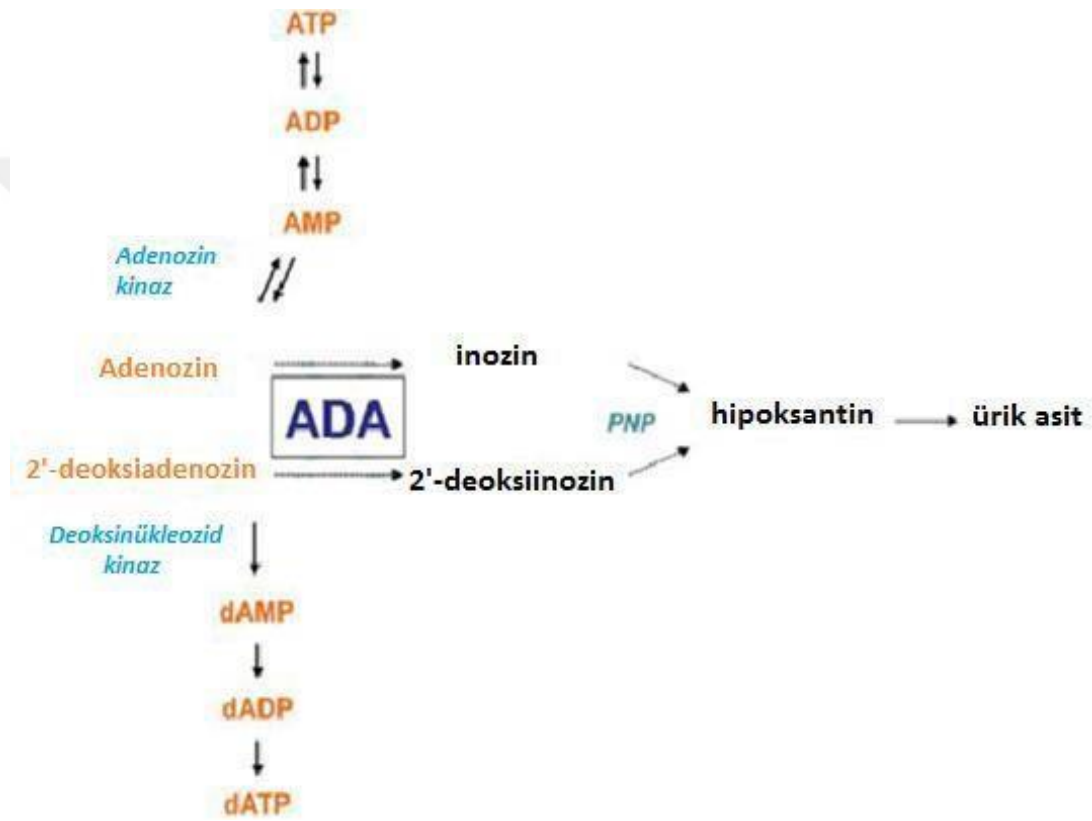 ATP
ADP
AMP
Adenozin
kinaz
Adenozin
inozin
ADA
PNP
hipoksantin
ürik asit
2'-deoksiadenozin
2'-deoksiinozin
Deoksinükleozid
kinaz
dAMP
dADP
dATP